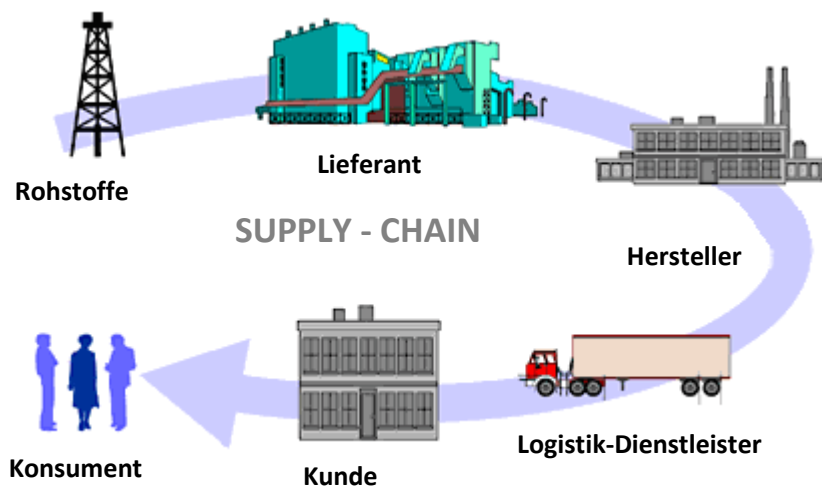 Rohstoffe
Lieferant
SUPPLY - CHAIN
Hersteller
Logistik-Dienstleister
Kunde
Konsument